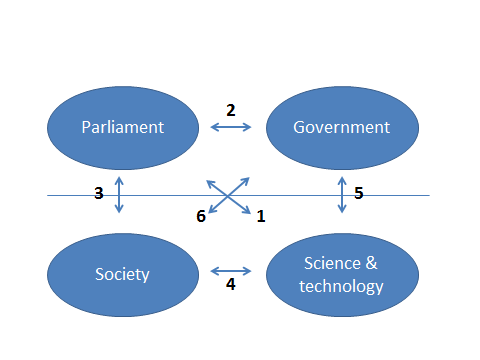 2
Parliament
Government
3
5
6
1
Society
Science &
technology
4